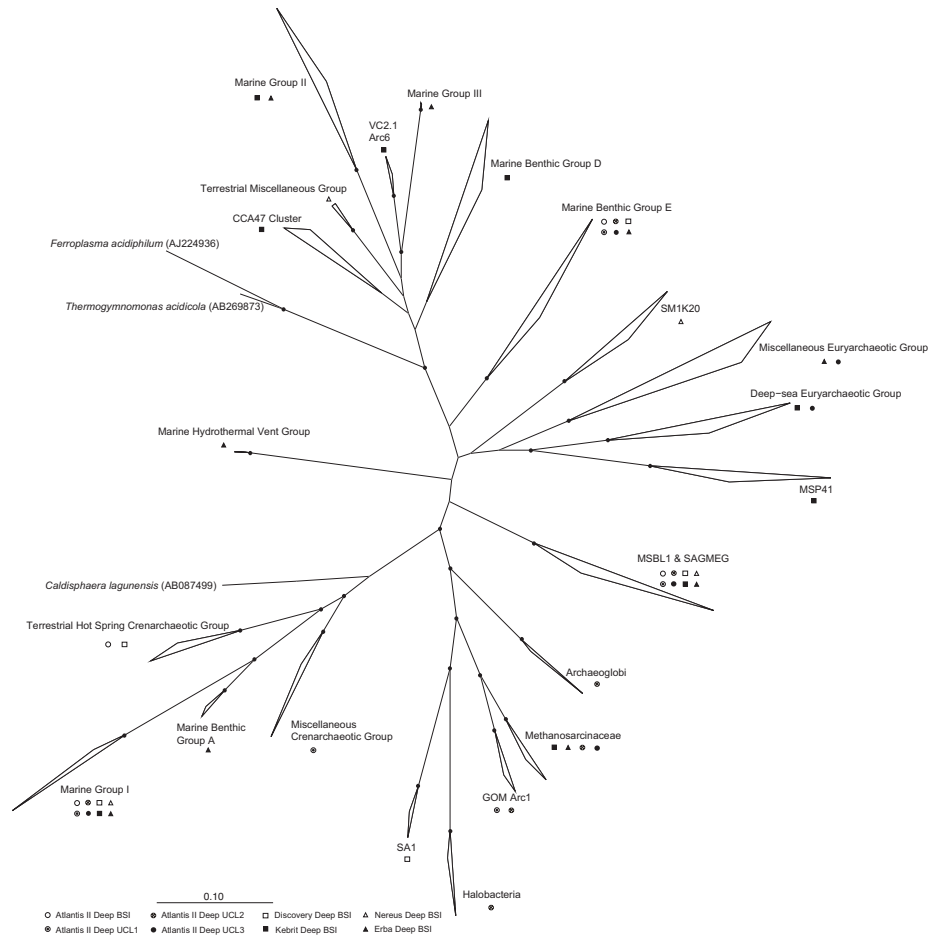 Marine Group II
Marine Group III
VC2.1
Arc6
Marine Benthic Group D
Terrestrial Miscellaneous Group
Marine Benthic Group E
CCA47 Cluster
Ferroplasma acidiphilum (AJ224936)
Thermogymnomonas acidicola (AB269873)
SM1K20
Miscellaneous Euryarchaeotic Group
Deep−sea Euryarchaeotic Group
Marine Hydrothermal Vent Group
MSP41
MSBL1 & SAGMEG
Caldisphaera lagunensis (AB087499)
Terrestrial Hot Spring Crenarchaeotic Group
Archaeoglobi
Marine Benthic
Group A
Miscellaneous
Crenarchaeotic Group
Methanosarcinaceae
Marine Group I
GOM Arc1
SA1
Halobacteria
0.10
Atlantis II Deep BSI Atlantis II Deep UCL2 Discovery Deep BSI Nereus Deep BSI
Atlantis II Deep UCL1 Atlantis II Deep UCL3 Kebrit Deep BSI Erba Deep BSI